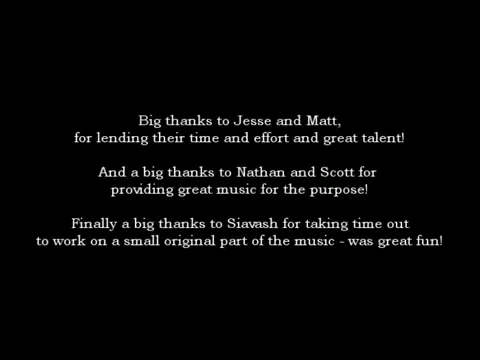 Big thanks to Jesse and Matt,
for lending their time and effort and great talent!
And a big thanks to Nathan and Scott for
providing great music for the purpose!
Finally a big thanks to Siavash for taking time out
to work on a small original part of the music - was great fun!